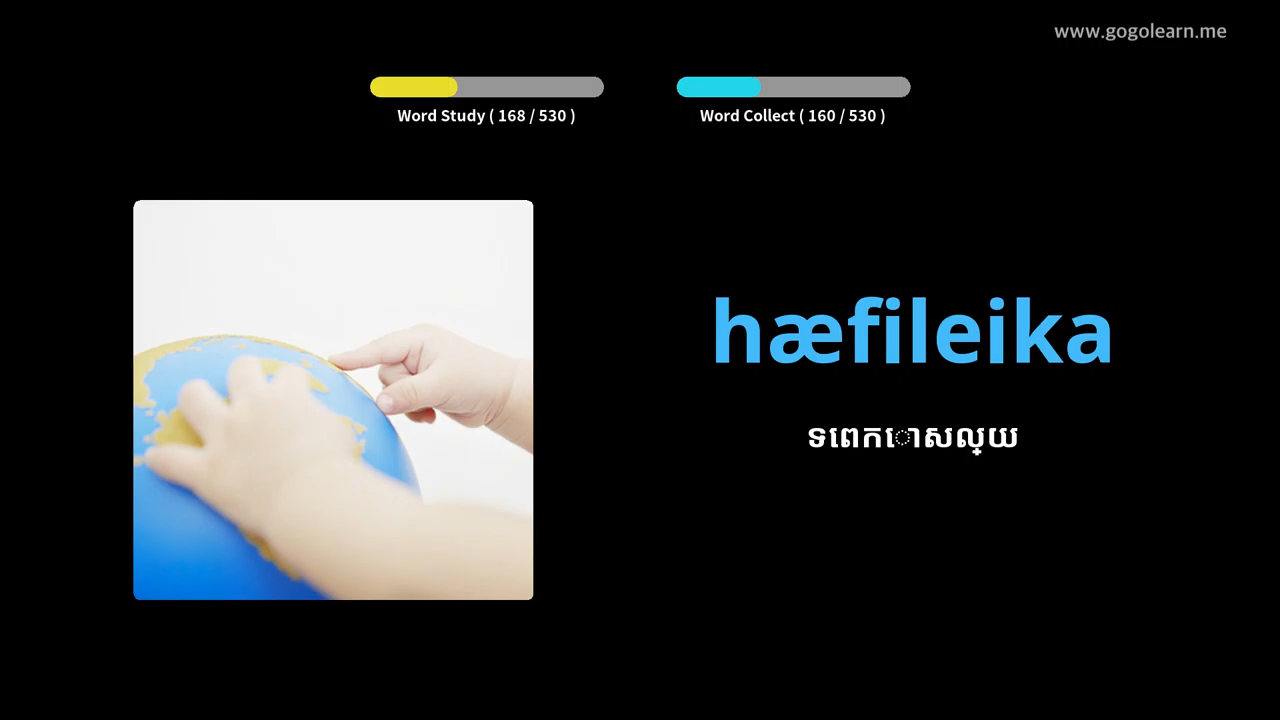 www.gogolearn.me
Word Study ( 168 / 530 )
Word Collect ( 160 / 530 )
hæfileika
ទពេកោសល្យ